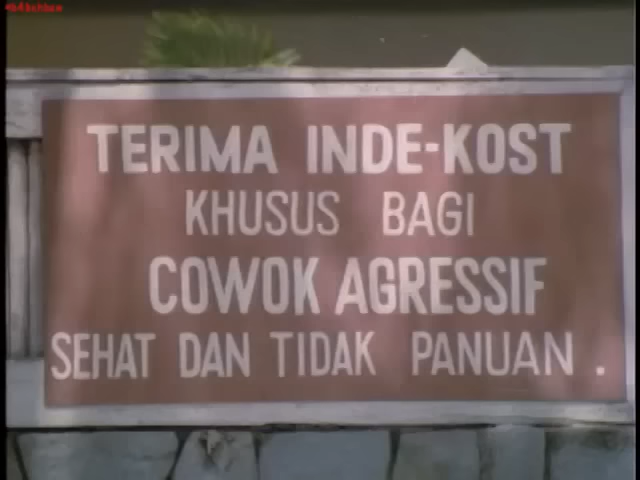 TERIMA INDE-KOST
KHUSUS BAGI
COWOK AGRESSIF
SEHAT DAN TIDAK PANUAN .